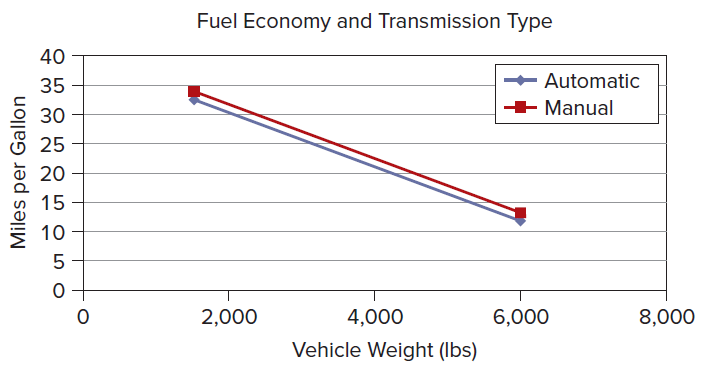 Fuel Economy and Transmission Type
Miles per Gallon
40
35
30
25
20
15
10
5
0
Automatic
Manual
0 2,000 4,000 6,000 8,000
Vehicle Weight (lbs)